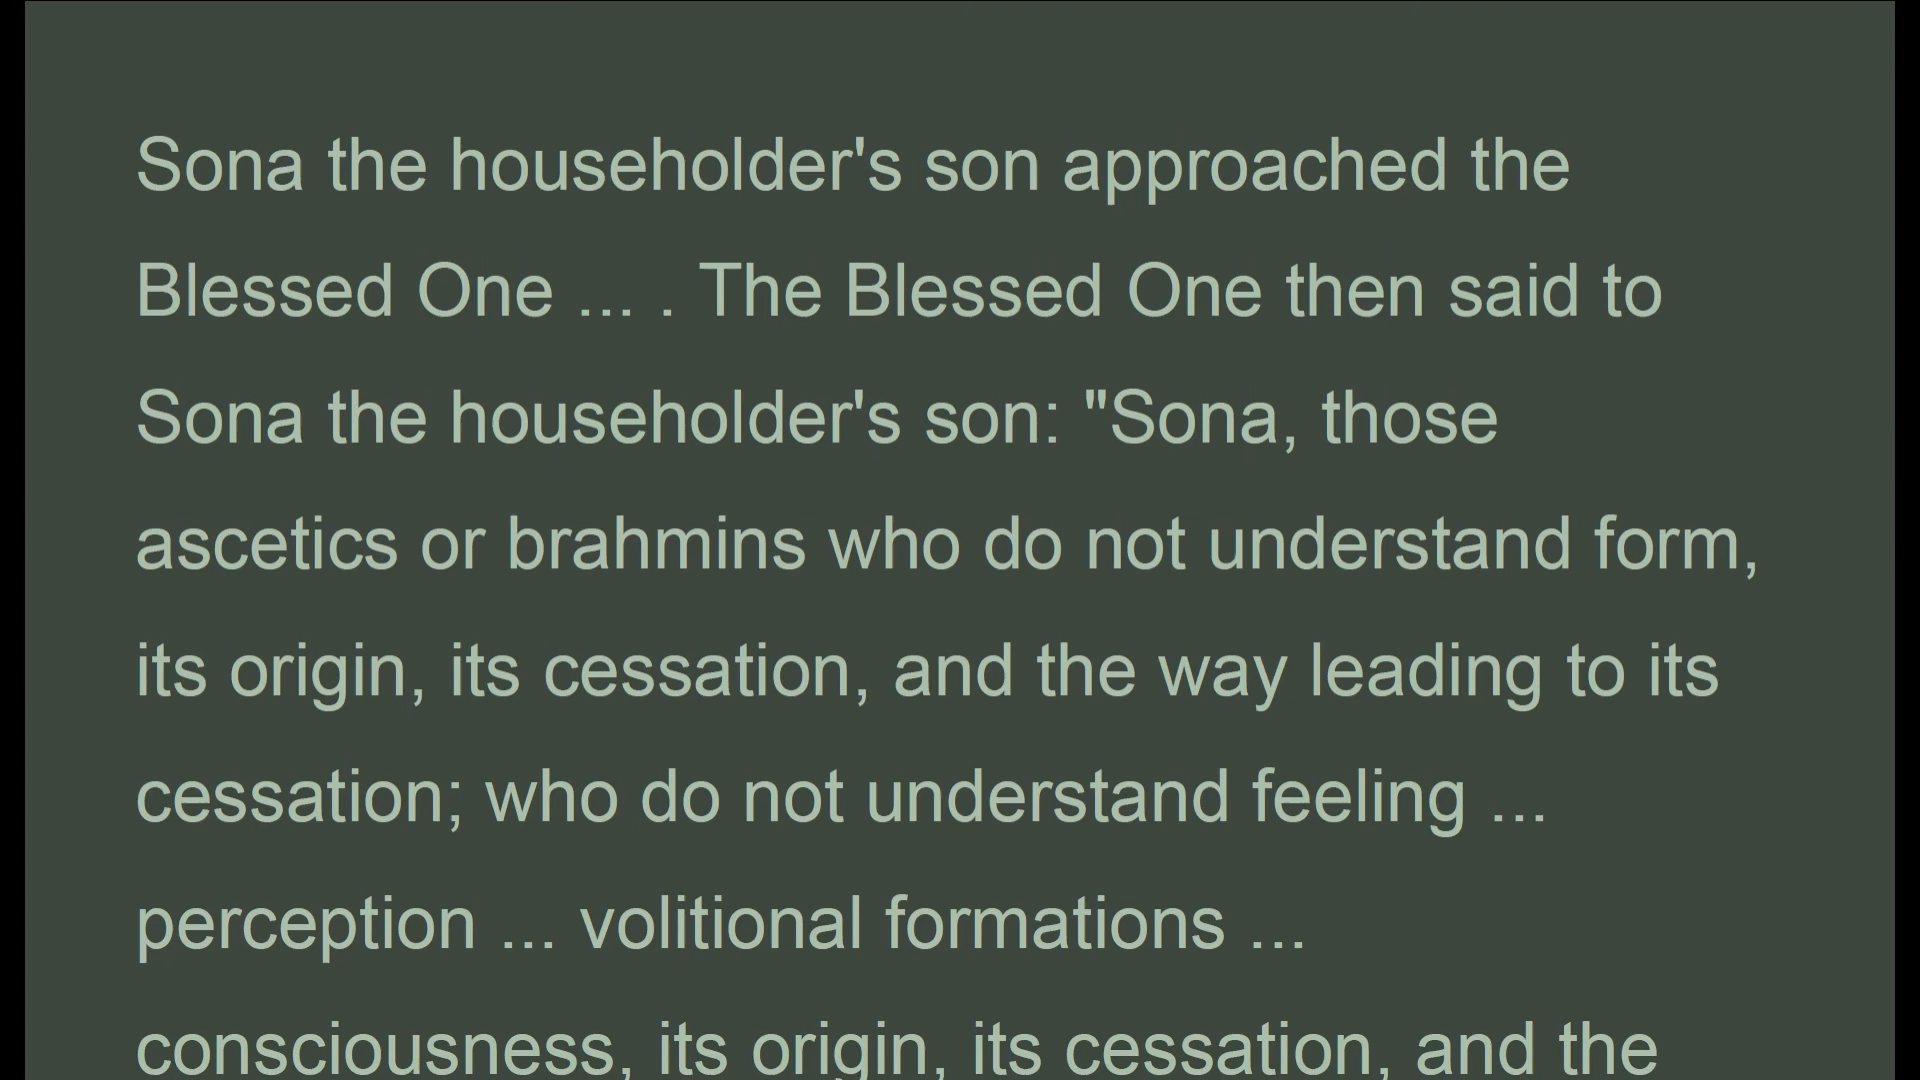 Sona the householder's son approached the
Blessed One ... . The Blessed One then said to
Sona the householder's son: "Sona, those
ascetics or brahmins who do not understand form,
its origin, its cessation, and the way leading to its
cessation; who do not understand feeling ...
perception ... volitional formations ...
consciousness, its origin, its cessation, and the